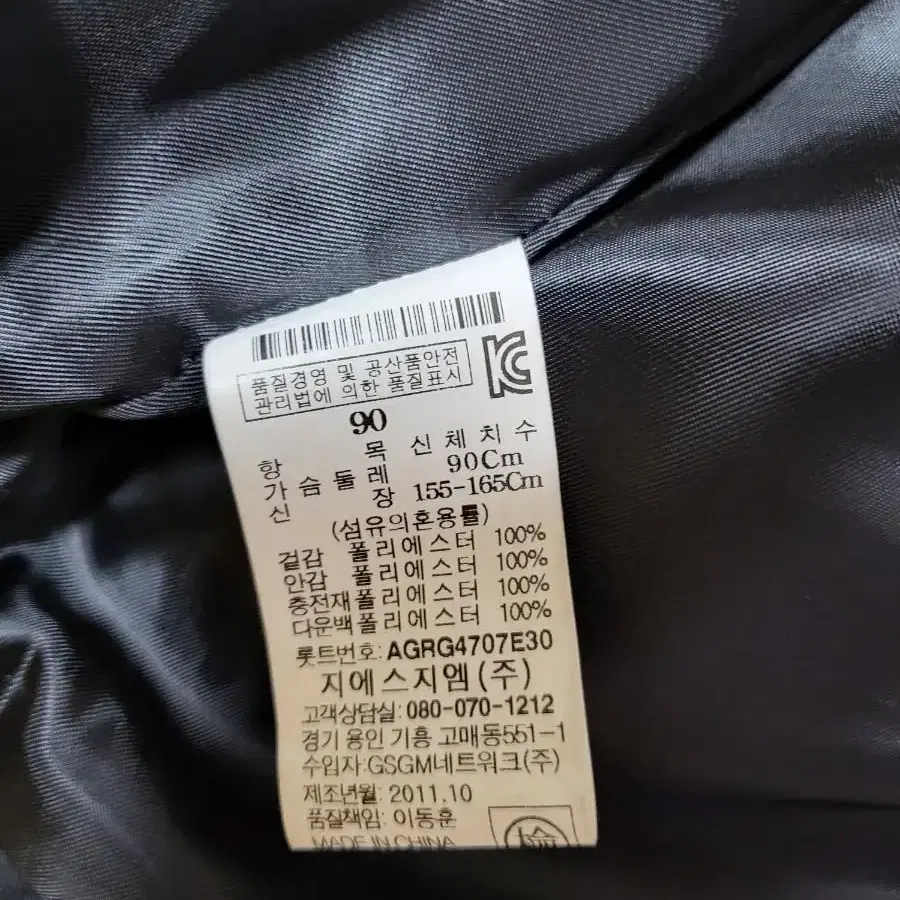 품질경영 및 공산품안전
관리법에 의한 품질표시
KC
90
항 목 신체치수
가슴둘레 90Cm
신 장 155-165Cm
(섬유의혼용률)
겉감 폴리에스터 100%
안감 폴리에스터 100%
충전재폴리에스터 100%
다운백폴리에스터 100%
롯트번호: AGRG4707E30
지에스지엠(주)
고객상담실: 080-070-1212
경기 용인 기흥 고매동551-1
수입자:GSGM네트워크(주)
제조년월: 2011.10
품질책임: 이동훈
MADE IN CHINA
檢